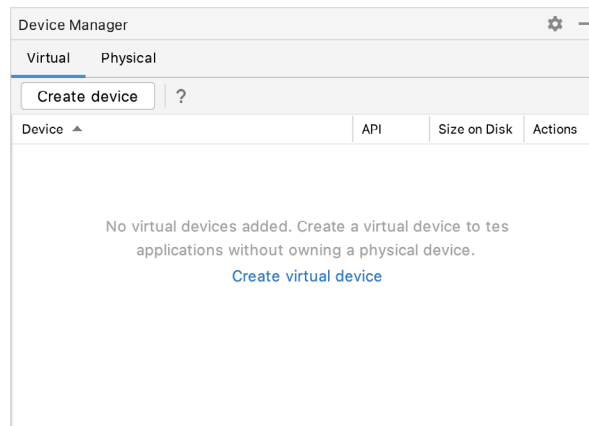 Device Manager
Virtual Physical
Create device ?
Device API Size on Disk Actions
No virtual devices added. Create a virtual device to tes
applications without owning a physical device.
Create virtual device